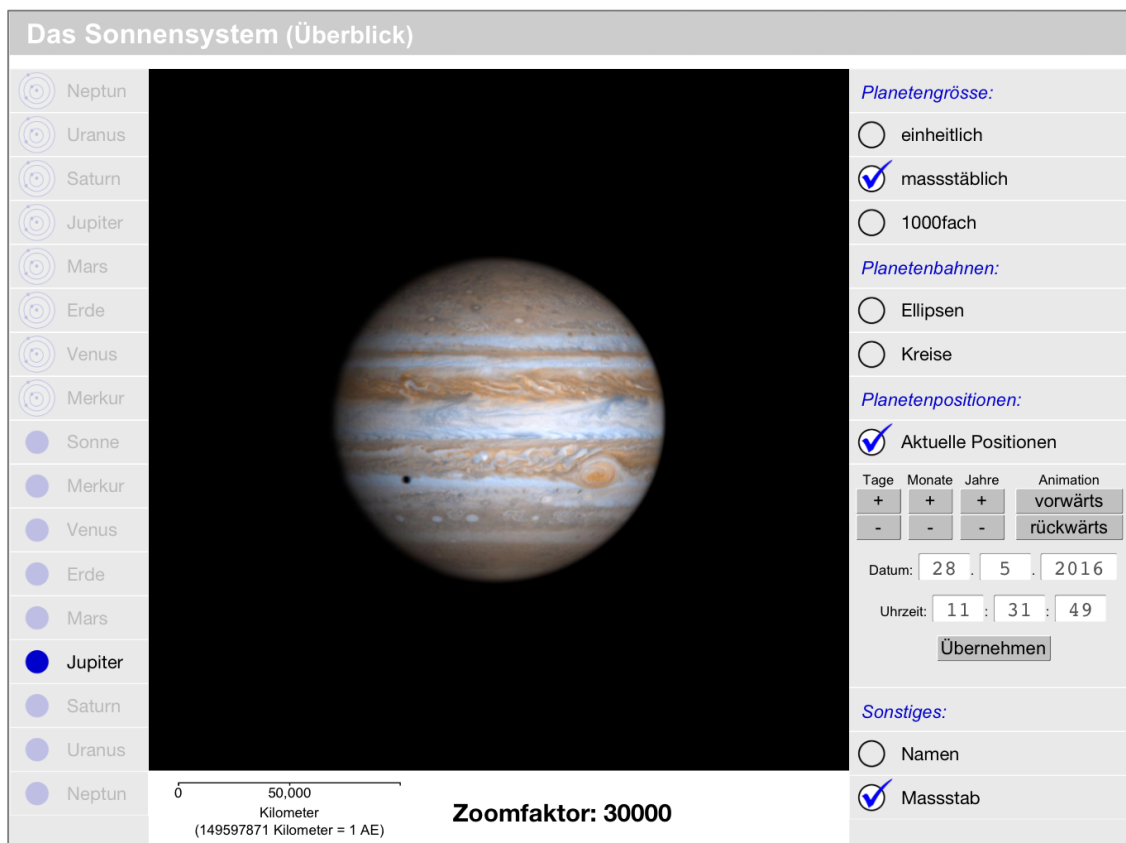 Das Sonnensystem (Überblick)
Neptun
Uranus
Saturn
Jupiter
Mars
Erde
Venus
Merkur
Sonne
Merkur
Venus
Erde
Mars
Jupiter
Saturn
Uranus
Neptun
0 50,000
Kilometer
(149597871 Kilometer = 1 AE)
Zoomfaktor: 30000
Planetengrösse:
einheitlich
massstäblich
1000fach
Planetenbahnen:
Ellipsen
Kreise
Planetenpositionen:
Aktuelle Positionen
Tage Monate Jahre Animation
+ + + vorwärts
- - - rückwärts
Datum: 28 . 5 . 2016
Uhrzeit: 11 : 31 : 49
Übernehmen
Sonstiges:
Namen
Massstab